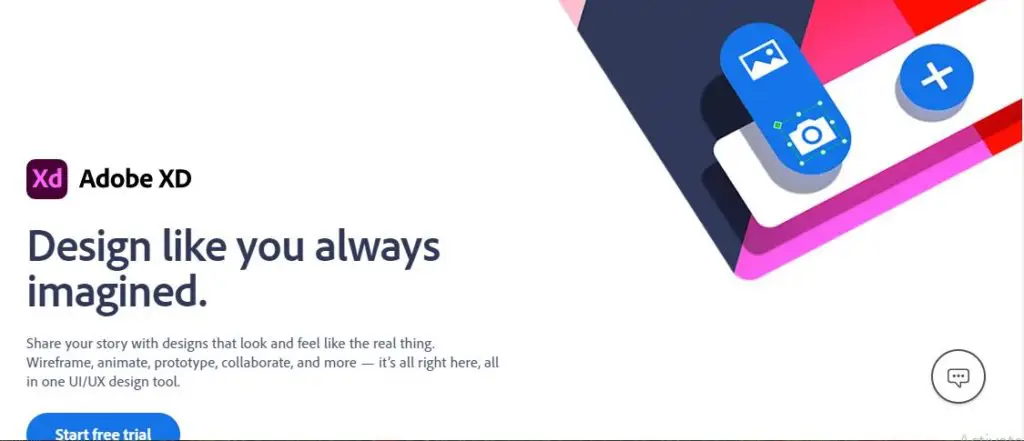 Xd Adobe XD
Design like you always
imagined.
Share your story with designs that look and feel like the real thing.
Wireframe, animate, prototype, collaborate, and more — it's all right here, all
in one UI/UX design tool.
Start free trial